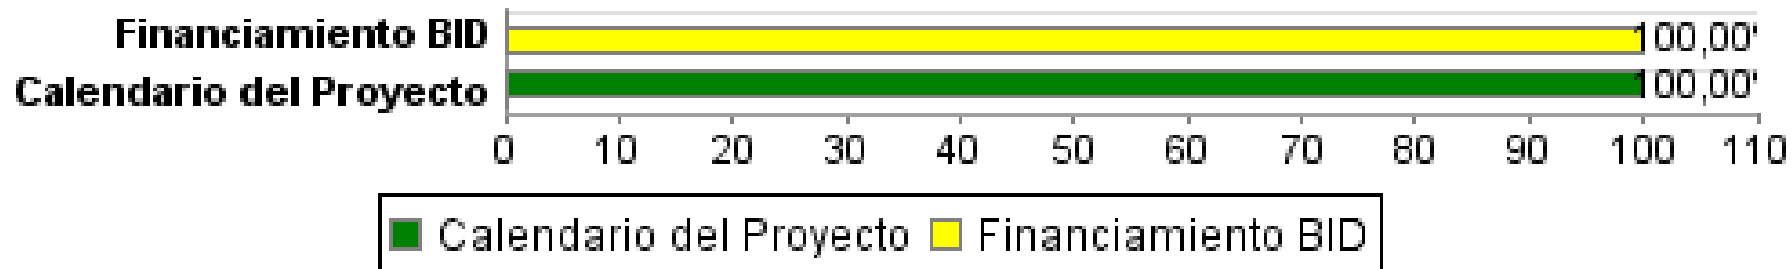 Financiamiento BID 100,00
Calendario del Proyecto 100,00
0 10 20 30 40 50 60 70 80 90 100 110
Calendario del Proyecto Financiamiento BID